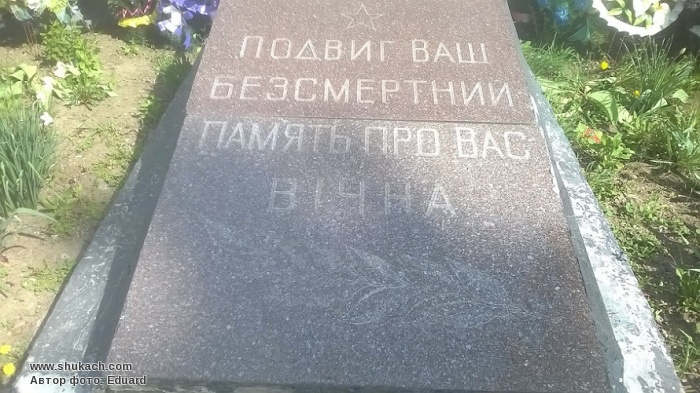 ПОДВИГ ВАШ
БЕЗСМЕРТНИЙ
ПАМЯТЬ ПРО ВАС
ВІЧНА
www.shukach.com
Автор фото: Eduard